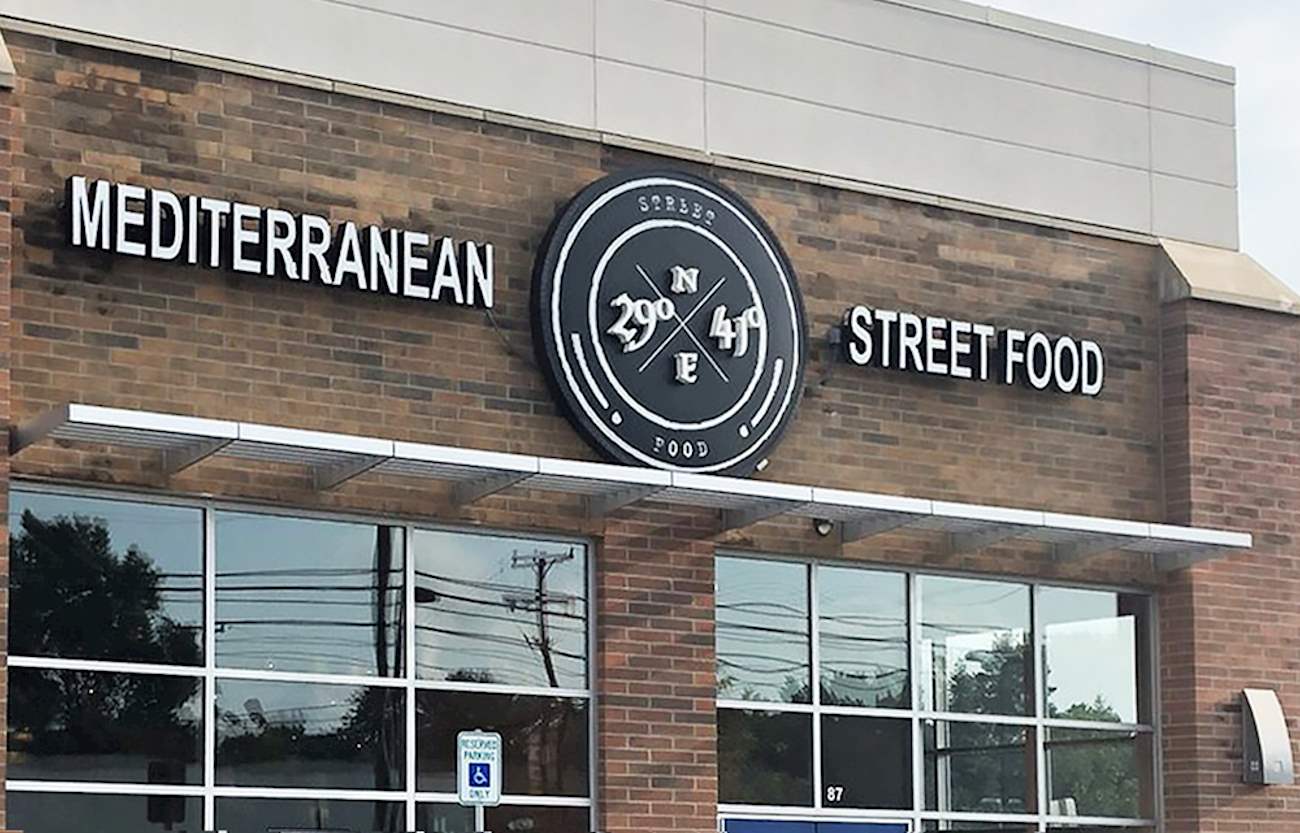 MEDITERRANEAN
STREET
N
29° 41°
E
FOOD
STREET FOOD
RESERVED
PARKING
ONLY
87